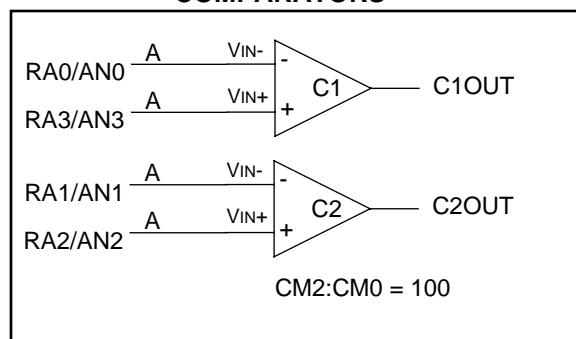 COMPARATORS
A VIN- -
RA0/AN0 C1 C1OUT
A VIN+ +
RA3/AN3
A VIN- -
RA1/AN1 C2 C2OUT
A VIN+ +
RA2/AN2
CM2:CM0 = 100